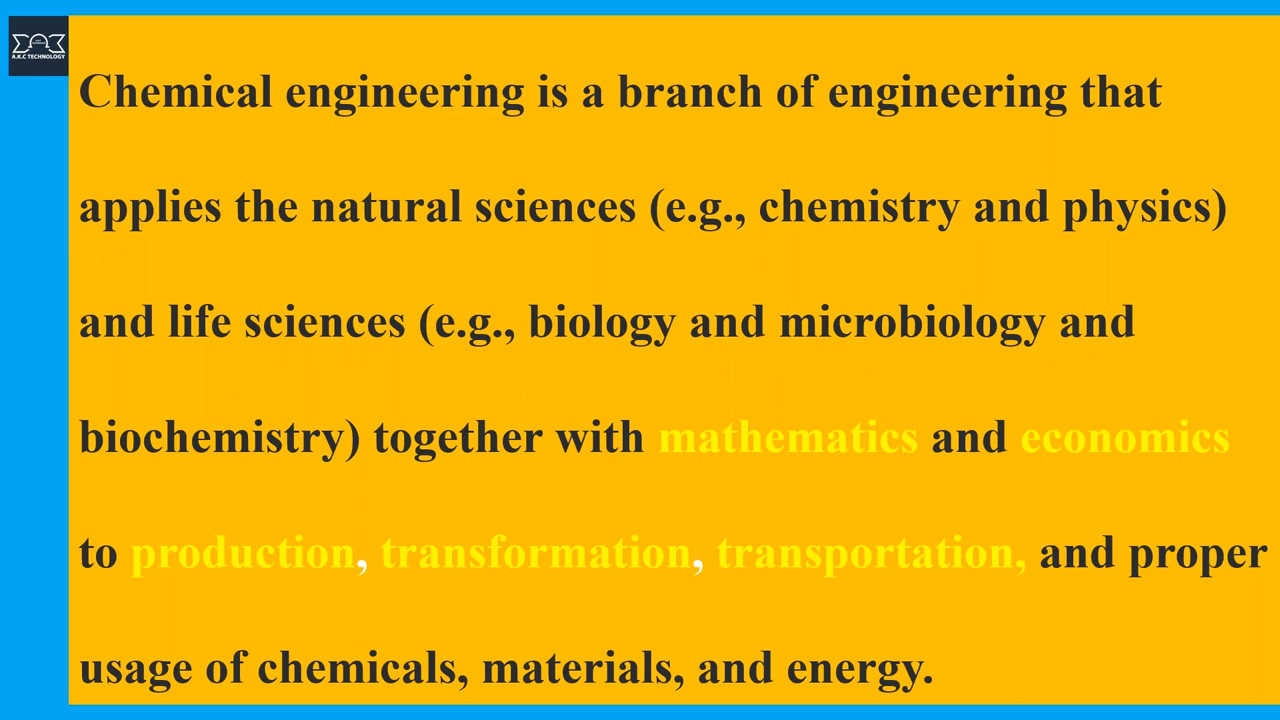 A.K.C TECHNOLOGY
Chemical engineering is a branch of engineering that
applies the natural sciences (e.g., chemistry and physics)
and life sciences (e.g., biology and microbiology and
biochemistry) together with mathematics and economics
to production, transformation, transportation, and proper
usage of chemicals, materials, and energy.